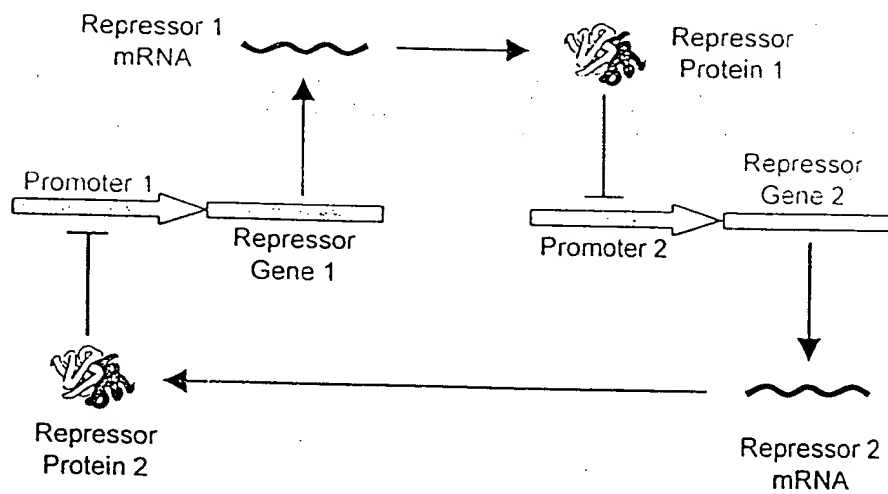 Repressor 1
mRNA
Repressor
Protein 1
Promoter 1
Repressor
Gene 1
Repressor
Gene 2
Promoter 2
Repressor
Protein 2
Repressor 2
mRNA